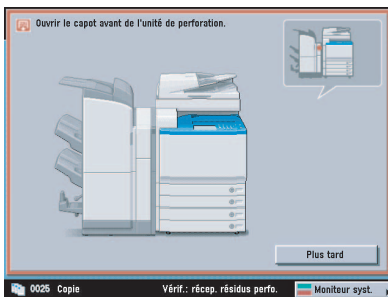 Ouvrir le capot avant de l'unité de perforation.
Plus tard
0025 Copie Vérif.: récep. résidus perfo. Moniteur syst.